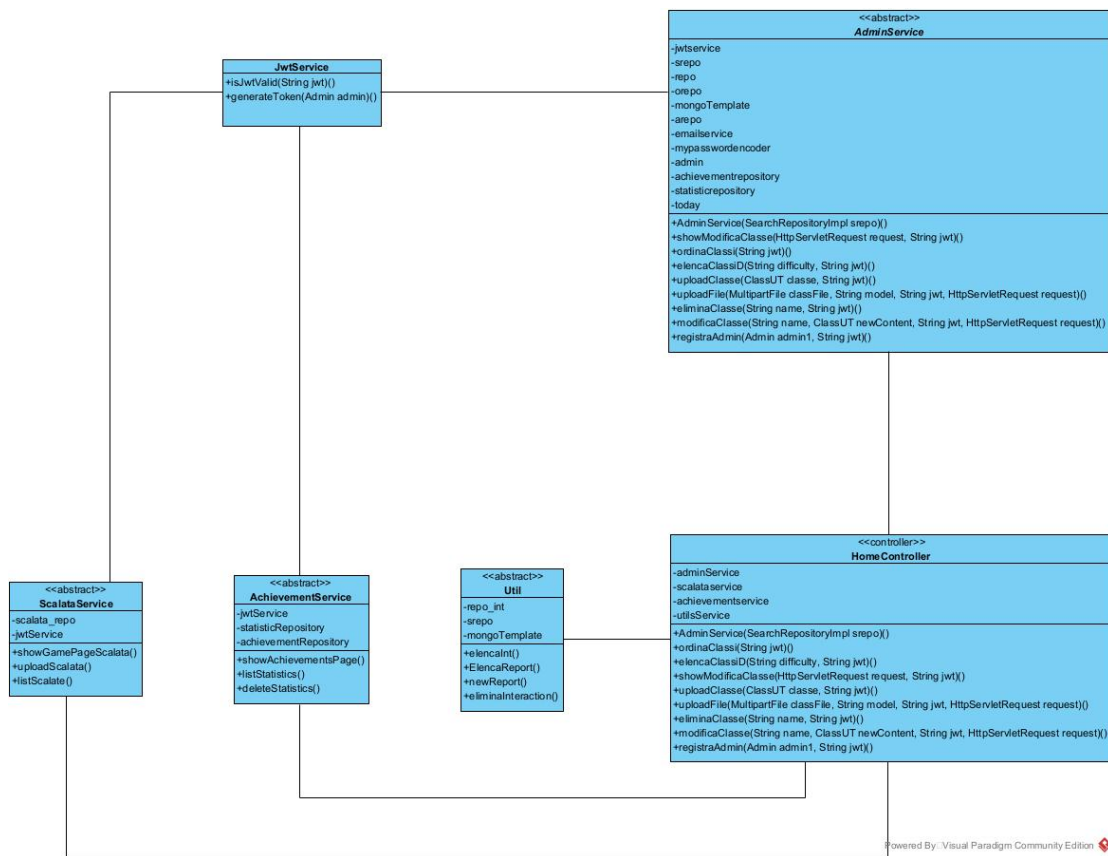 <<abstract>>
AdminService
-jwtservice
-srepo
-repo
-orepo
-mongoTemplate
-arepo
-emailservice
-mypasswordencoder
-admin
-achievementrepository
-statisticrepository
-today
+AdminService(SearchRepositoryImpl srepo)()
+showModificaClasse(HttpServletRequest request, String jwt)()
+ordinaClassi(String jwt)()
+elencaClassiD(String difficulty, String jwt)()
+uploadClasse(ClassUT classe, String jwt)()
+uploadFile(MultipartFile classFile, String model, String jwt, HttpServletRequest request)()
+eliminaClasse(String name, String jwt)()
+modificaClasse(String name, ClassUT newContent, String jwt, HttpServletRequest request)()
+registraAdmin(Admin admin1, String jwt)()
JwtService
+isJwtValid(String jwt)()
+generateToken(Admin admin)()
<<abstract>>
ScalataService
-scalata_repo
-jwtService
+showGamePageScalata()
+uploadScalata()
+listScalate()
<<abstract>>
AchievementService
-jwtService
-statisticRepository
-achievementRepository
+showAchievementsPage()
+listStatistics()
+deleteStatistics()
<<abstract>>
Util
-repo_int
-srepo
-mongoTemplate
+elencaInt()
+ElencaReport()
+newReport()
+eliminaInteraction()
<<controller>>
HomeController
-adminService
-scalataservice
-achievementservice
-utilsService
+AdminService(SearchRepositoryImpl srepo)()
+ordinaClassi(String jwt)()
+elencaClassiD(String difficulty, String jwt)()
+showModificaClasse(HttpServletRequest request, String jwt)()
+uploadClasse(ClassUT classe, String jwt)()
+uploadFile(MultipartFile classFile, String model, String jwt, HttpServletRequest request)()
+eliminaClasse(String name, String jwt)()
+modificaClasse(String name, ClassUT newContent, String jwt, HttpServletRequest request)()
+registraAdmin(Admin admin1, String jwt)()
Powered By Visual Paradigm Community Edition